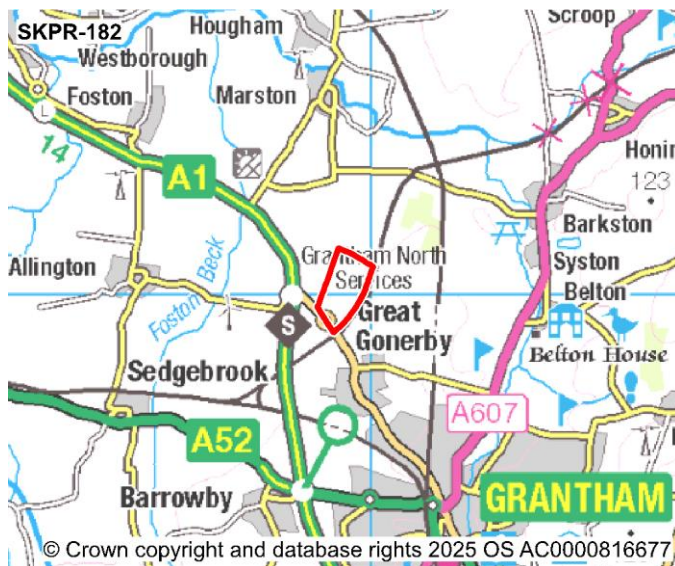 SKPR-182
Scroop
Hougham
Westborough
Foston
Marston
L
14
A1
Honin
123
Barkston
Allington
Foston Beck
Grantham North
Services
Syston
Belton
S
Great
Gonerby
Belton House
Sedgebrook
A607
A52
Barrowby
GRANTHAM
© Crown copyright and database rights 2025 OS AC0000816677